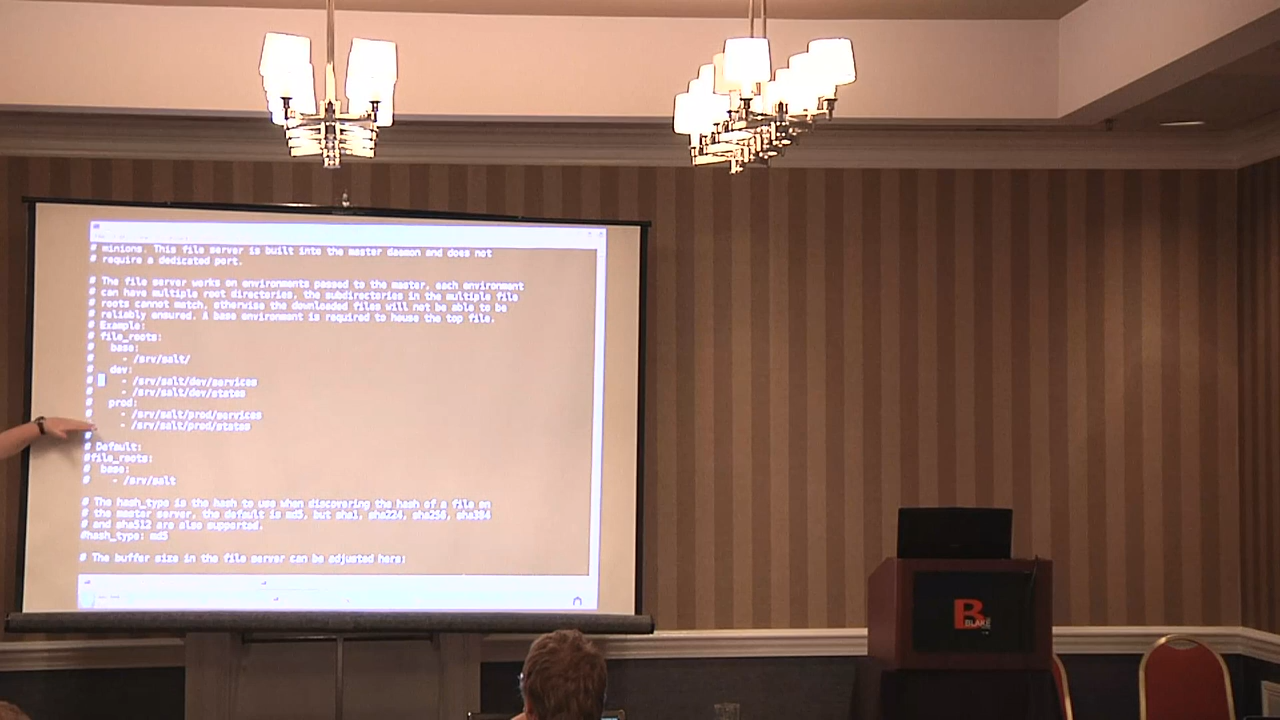 # minions. This file server is built into the master daemon and does not
# require a dedicated port.
# The file server works on environments passed to the master, each environment
# can have multiple root directories, the subdirectories in the multiple file
# roots cannot match, otherwise the downloaded files will not be able to be
# reliably ensured. A base environment is required to house the top file.
# Example:
# file_roots:
#   base:
#     - /srv/salt/
#   dev:
#     - /srv/salt/dev/services
#     - /srv/salt/dev/states
#   prod:
#     - /srv/salt/prod/services
#     - /srv/salt/prod/states
#
# Default:
#file_roots:
#  base:
#    - /srv/salt
# The hash_type is the hash to use when discovering the hash of a file on
# the master server, the default is md5, but sha1, sha224, sha256, sha384
# and sha512 are also supported.
#hash_type: md5
# The buffer size in the file server can be adjusted here:
B
BLAKE